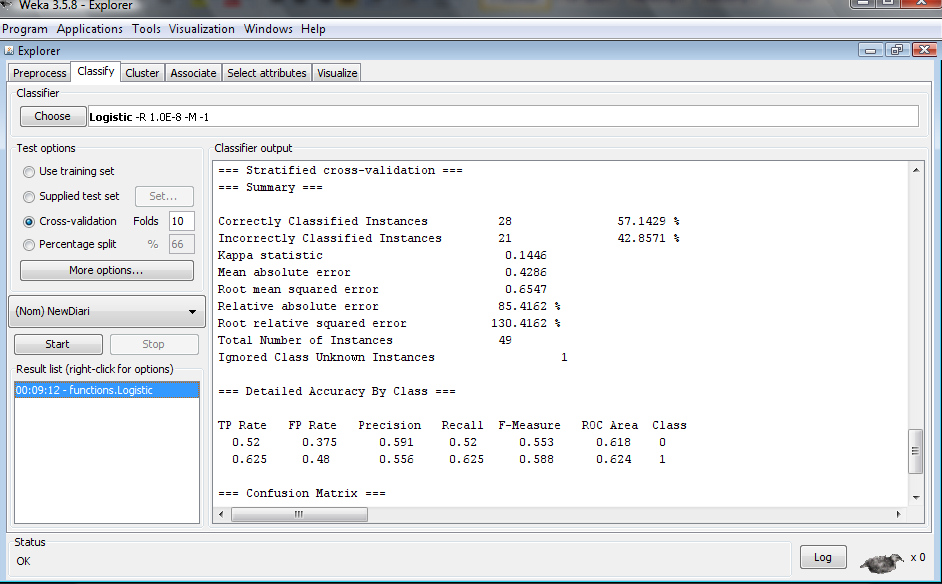 Weka 3.5.8 - Explorer
Program Applications Tools Visualization Windows Help
Explorer
Preprocess Classify Cluster Associate Select attributes Visualize
Classifier
Choose Logistic -R 1.0E-8 -M -1
Test options
Use training set
Supplied test set Set...
Cross-validation Folds 10
Percentage split % 66
More options...
(Nom) NewDiari
Start Stop
Result list (right-click for options)
00:09:12 - functions.Logistic
Classifier output
=== Stratified cross-validation ===
=== Summary ===
Correctly Classified Instances 28 57.1429 %
Incorrectly Classified Instances 21 42.8571 %
Kappa statistic 0.1446
Mean absolute error 0.4286
Root mean squared error 0.6547
Relative absolute error 85.4162 %
Root relative squared error 130.4162 %
Total Number of Instances 49
Ignored Class Unknown Instances 1
=== Detailed Accuracy By Class ===
TP Rate FP Rate Precision Recall F-Measure ROC Area Class
0.52 0.375 0.591 0.52 0.553 0.618 0
0.625 0.48 0.556 0.625 0.588 0.624 1
=== Confusion Matrix ===
Status
OK
Log x 0